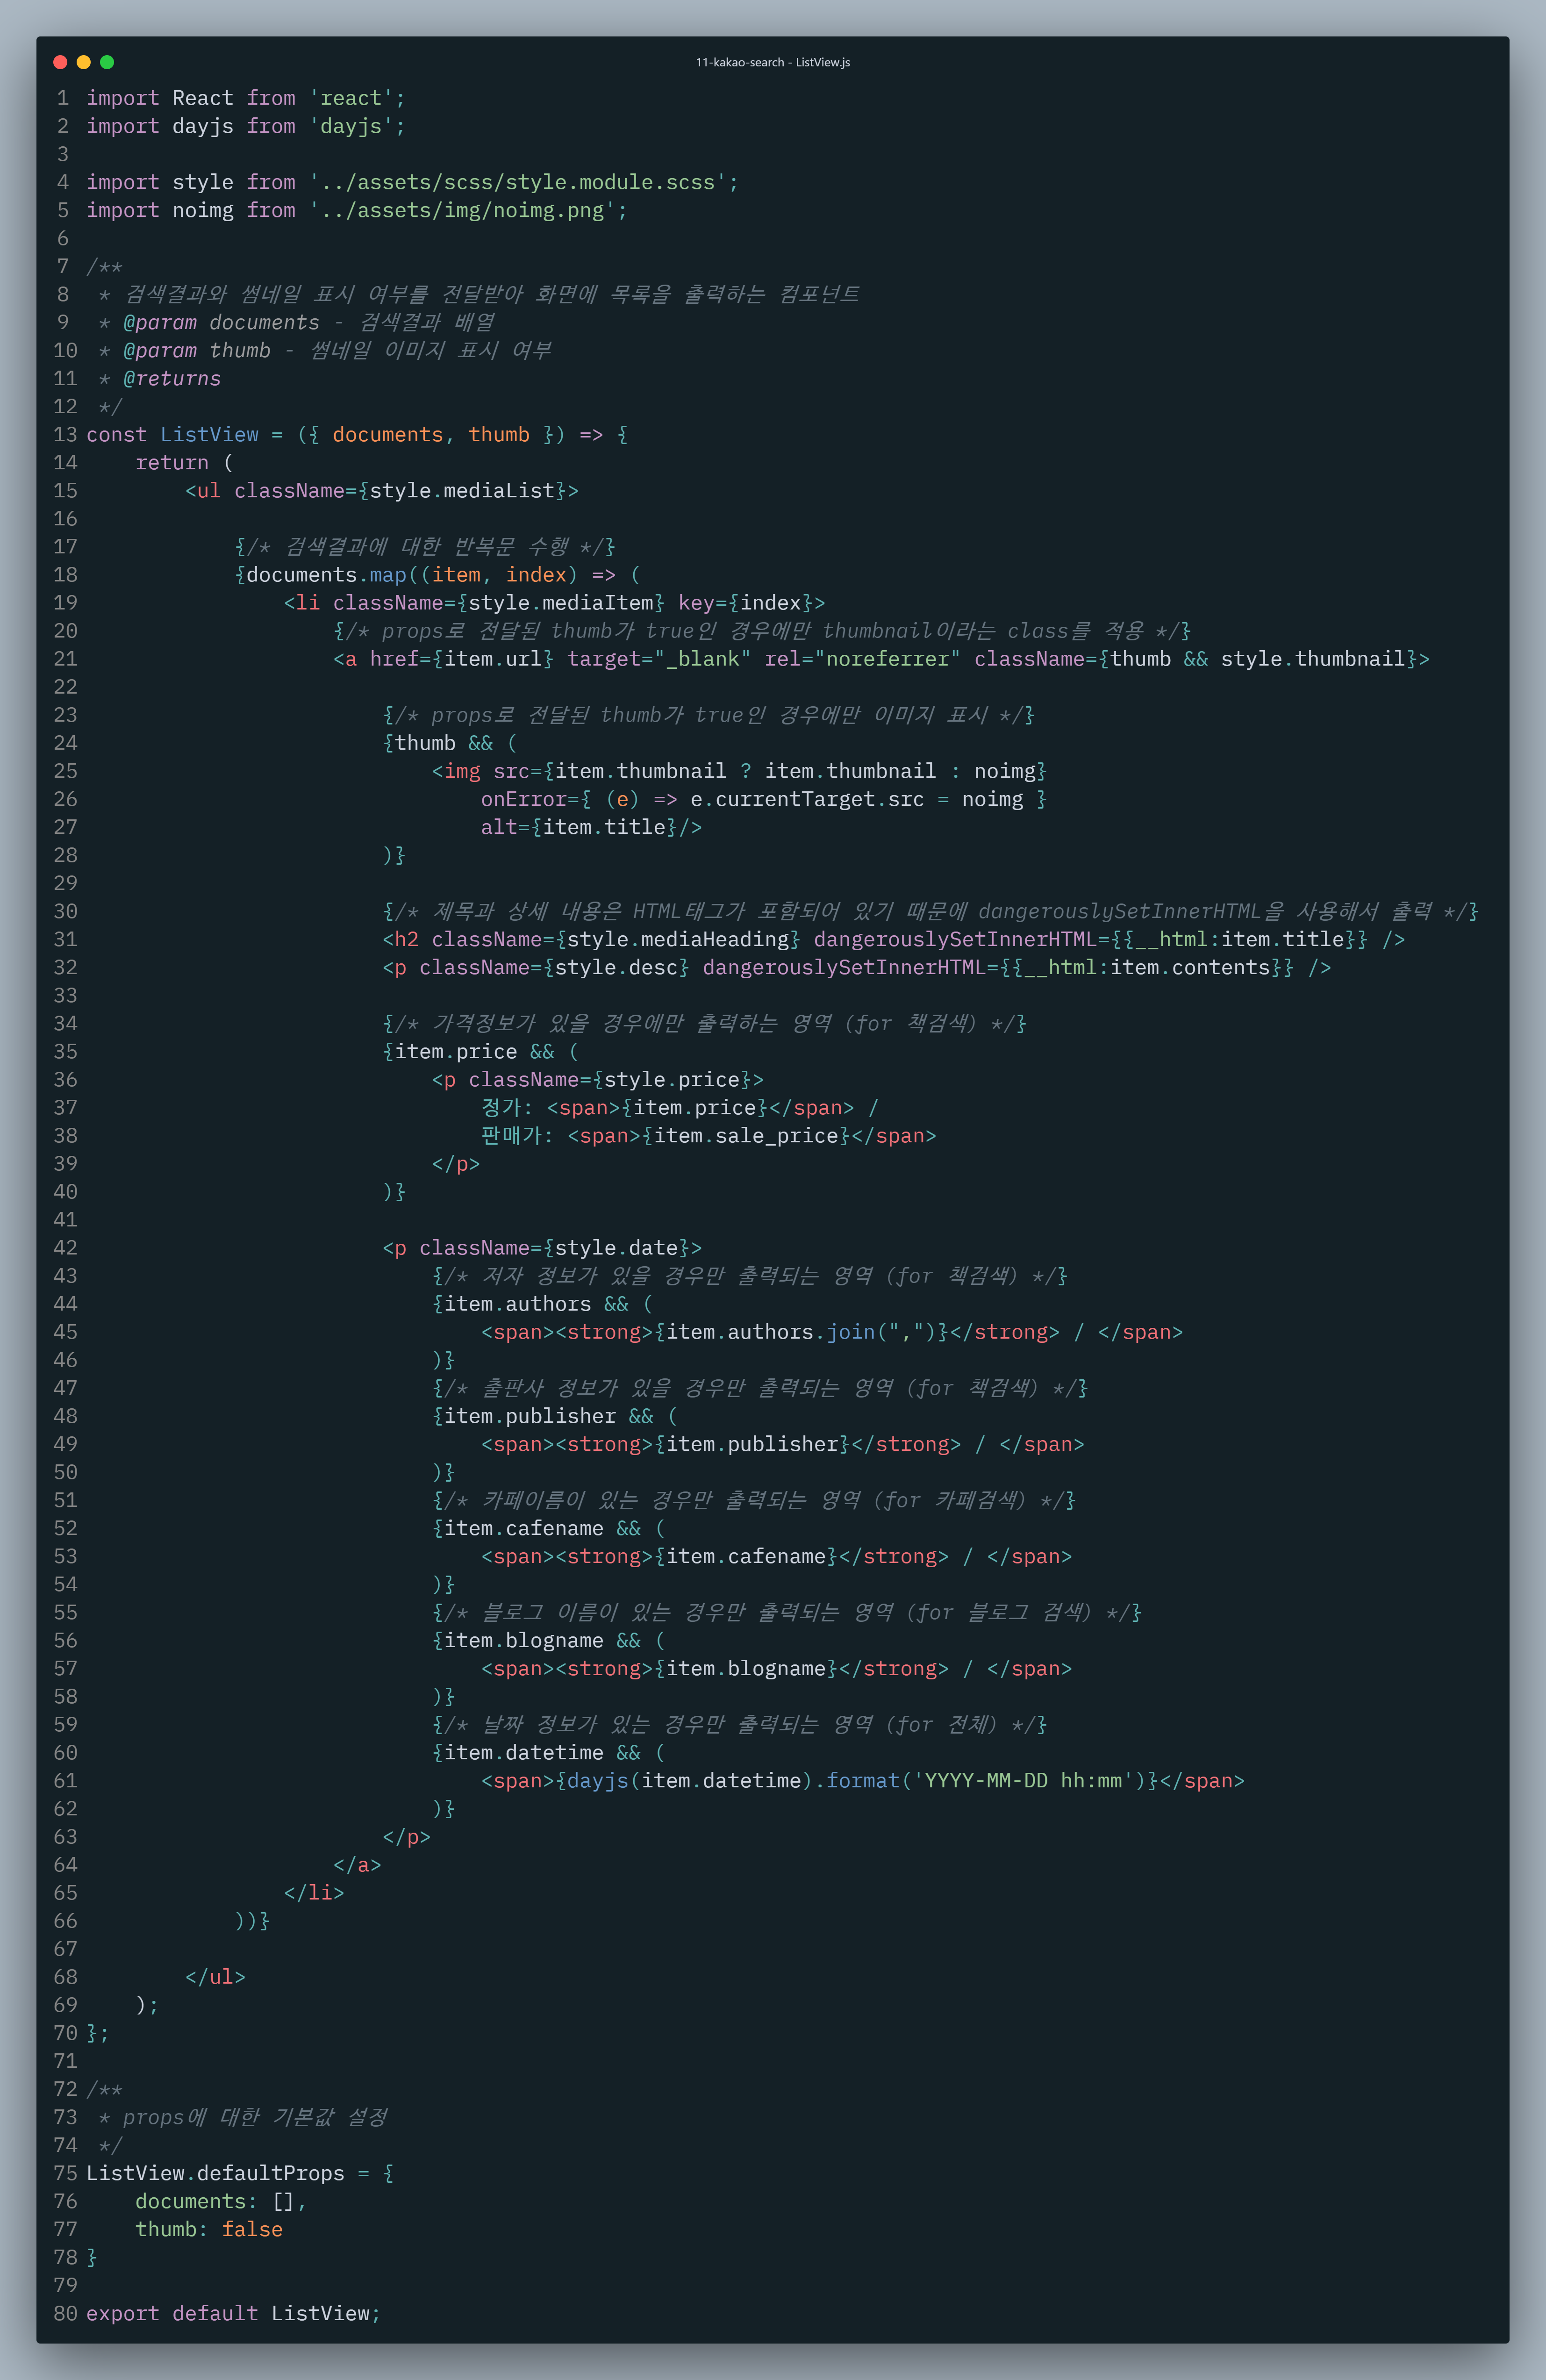 11-kakao-search - ListView.js
1 import React from 'react';
2 import dayjs from 'dayjs';
3
4 import style from '../assets/scss/style.module.scss';
5 import noimg from '../assets/img/noimg.png';
6
7 /**
8  * 검색결과와 썸네일 표시 여부를 전달받아 화면에 목록을 출력하는 컴포넌트
9  * @param documents - 검색결과 배열
10  * @param thumb - 썸네일 이미지 표시 여부
11  * @returns
12  */
13 const ListView = ({ documents, thumb }) => {
14     return (
15         <ul className={style.mediaList}>
16
17             {/* 검색결과에 대한 반복문 수행 */}
18             {documents.map((item, index) => (
19                 <li className={style.mediaItem} key={index}>
20                     {/* props로 전달된 thumb가 true인 경우에만 thumbnail이라는 class를 적용 */}
21                     <a href={item.url} target="_blank" rel="noreferrer" className={thumb && style.thumbnail}>
22
23                         {/* props로 전달된 thumb가 true인 경우에만 이미지 표시 */}
24                         {thumb && (
25                             <img src={item.thumbnail ? item.thumbnail : noimg}
26                                 onError={ (e) => e.currentTarget.src = noimg }
27                                 alt={item.title}/>
28                         )}
29
30                         {/* 제목과 상세 내용은 HTML태그가 포함되어 있기 때문에 dangerouslySetInnerHTML을 사용해서 출력 */}
31                         <h2 className={style.mediaHeading} dangerouslySetInnerHTML={{__html:item.title}} />
32                         <p className={style.desc} dangerouslySetInnerHTML={{__html:item.contents}} />
33
34                         {/* 가격정보가 있을 경우에만 출력하는 영역 (for 책검색) */}
35                         {item.price && (
36                             <p className={style.price}>
37                                 정가: <span>{item.price}</span> /
38                                 판매가: <span>{item.sale_price}</span>
39                             </p>
40                         )}
41
42                         <p className={style.date}>
43                             {/* 저자 정보가 있을 경우만 출력되는 영역 (for 책검색) */}
44                             {item.authors && (
45                                 <span><strong>{item.authors.join(",")}</strong> / </span>
46                             )}
47                             {/* 출판사 정보가 있을 경우만 출력되는 영역 (for 책검색) */}
48                             {item.publisher && (
49                                 <span><strong>{item.publisher}</strong> / </span>
50                             )}
51                             {/* 카페이름이 있는 경우만 출력되는 영역 (for 카페검색) */}
52                             {item.cafename && (
53                                 <span><strong>{item.cafename}</strong> / </span>
54                             )}
55                             {/* 블로그 이름이 있는 경우만 출력되는 영역 (for 블로그 검색) */}
56                             {item.blogname && (
57                                 <span><strong>{item.blogname}</strong> / </span>
58                             )}
59                             {/* 날짜 정보가 있는 경우만 출력되는 영역 (for 전체) */}
60                             {item.datetime && (
61                                 <span>{dayjs(item.datetime).format('YYYY-MM-DD hh:mm')}</span>
62                             )}
63                         </p>
64                     </a>
65                 </li>
66             ))}
67
68         </ul>
69     );
70 };
71
72 /**
73  * props에 대한 기본값 설정
74  */
75 ListView.defaultProps = {
76     documents: [],
77     thumb: false
78 }
79
80 export default ListView;